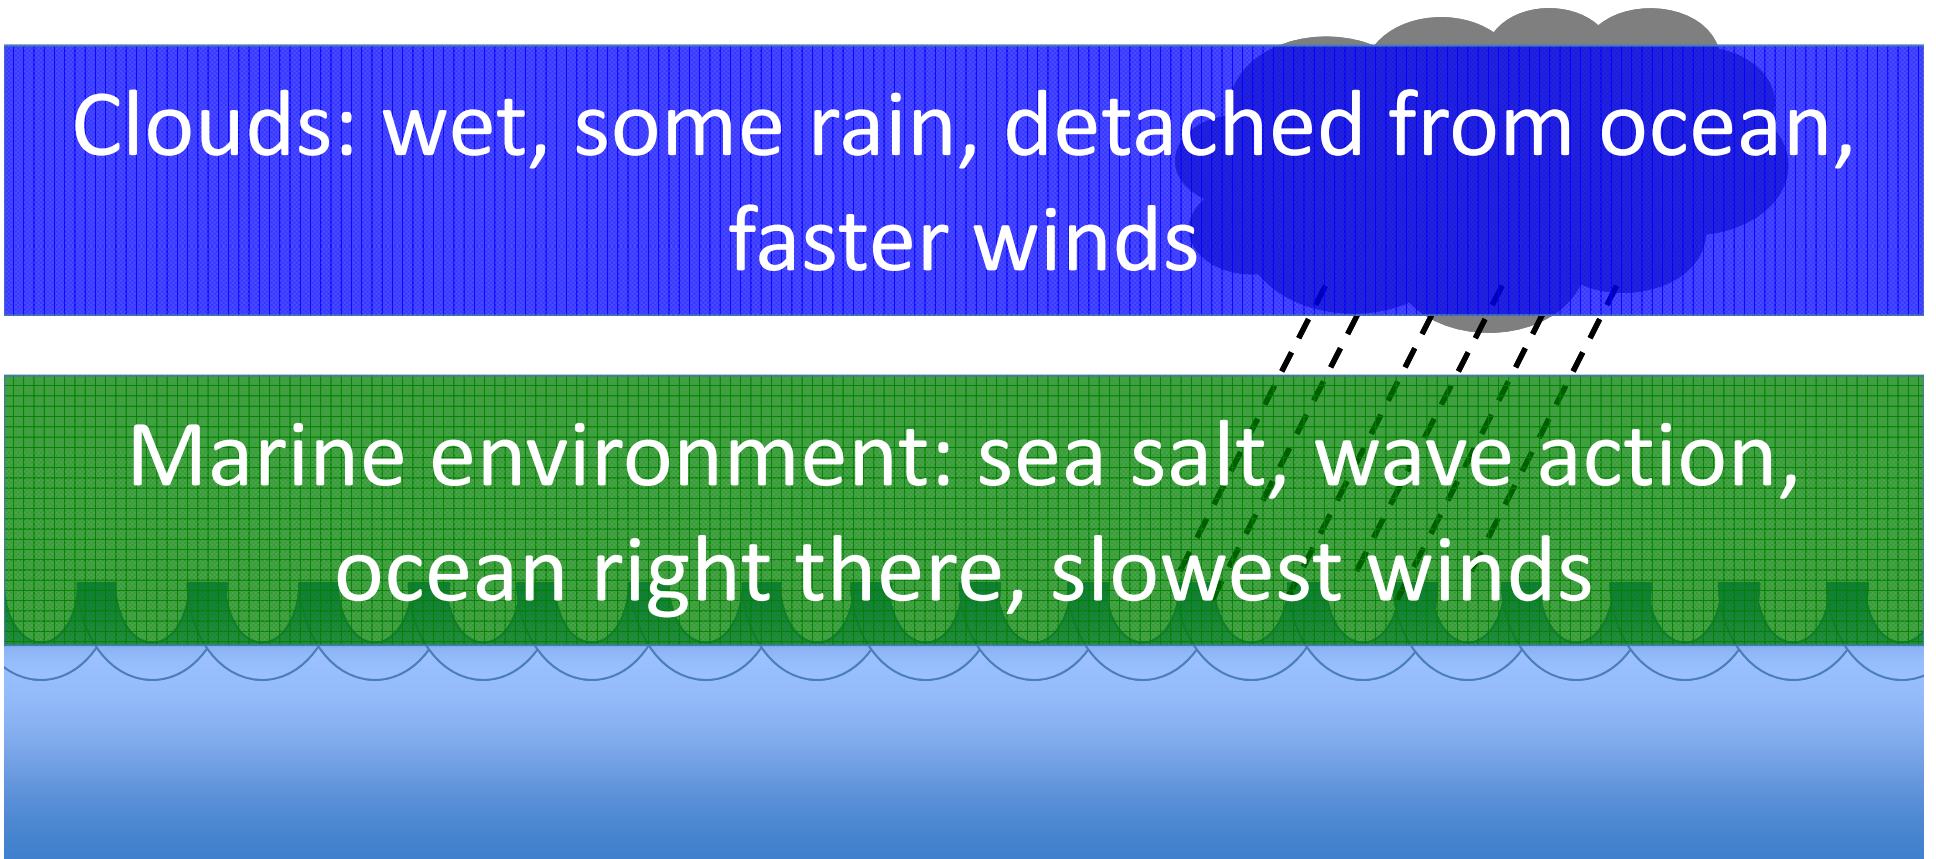 Clouds: wet, some rain, detached from ocean,
faster winds
Marine environment: sea salt, wave action,
ocean right there, slowest winds